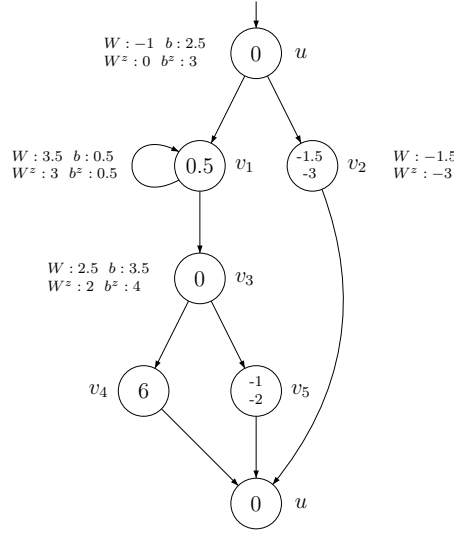 W : −1 b : 2.5
W^z : 0 b^z : 3
0
u
W : 3.5 b : 0.5
W^z : 3 b^z : 0.5
0.5
v_1
-1.5
-3
v_2
W : −1.5
W^z : −3
W : 2.5 b : 3.5
W^z : 2 b^z : 4
0
v_3
v_4
6
-1
-2
v_5
0
u